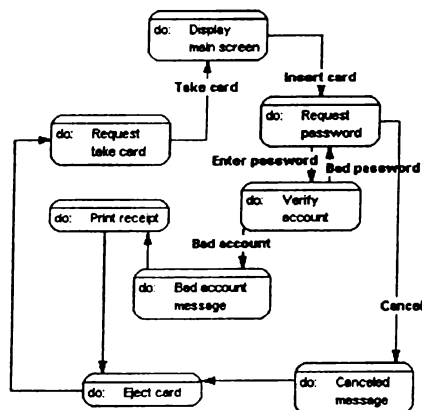 do: Display
main screen
Take card
Insert card
do: Request
take card
do: Request
password
Enter password
Bad password
do: Verify
account
do: Print receipt
Bad account
do: Bad account
message
Cancel
do: Eject card
do: Canceled
message